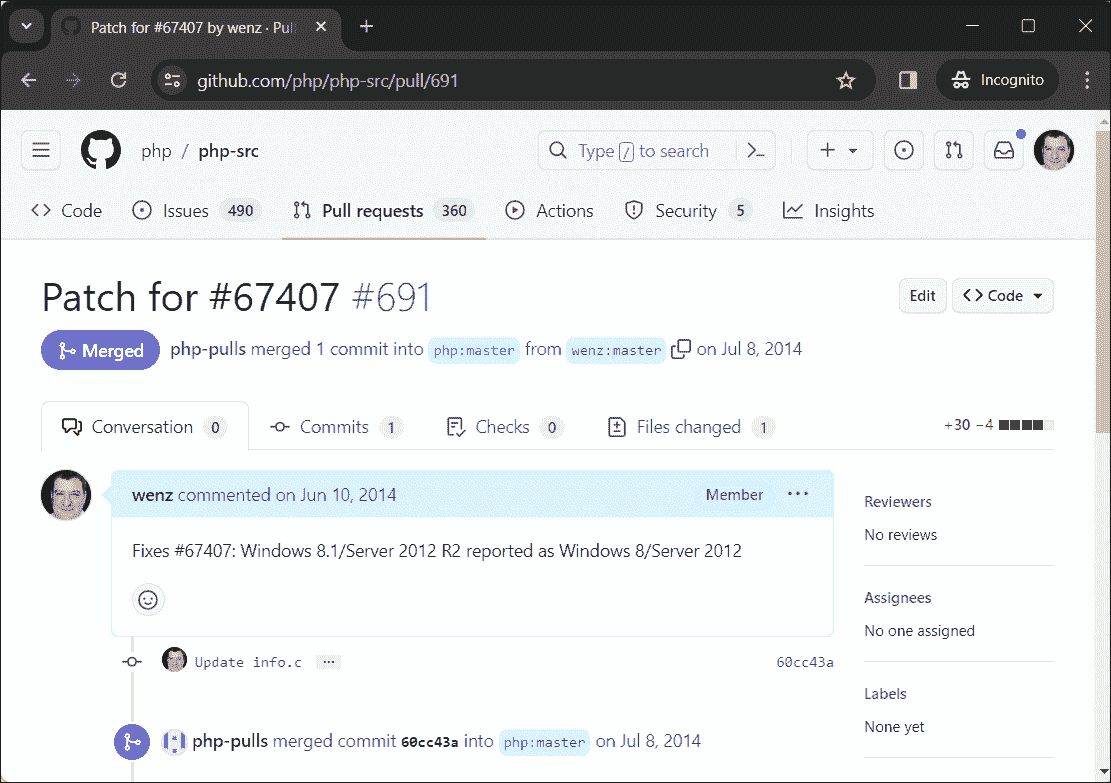 Patch for #67407 by wenz · Pul
github.com/php/php-src/pull/691
Incognito
php / php-src
Type / to search
Code Issues 490 Pull requests 360 Actions Security 5 Insights
Patch for #67407 #691
Edit
Code
Merged php-pulls merged 1 commit into php:master from wenz:master on Jul 8, 2014
Conversation 0 Commits 1 Checks 0 Files changed 1
+30 −4
wenz commented on Jun 10, 2014
Member
Fixes #67407: Windows 8.1/Server 2012 R2 reported as Windows 8/Server 2012
Update info.c
60cc43a
php-pulls merged commit 60cc43a into php:master on Jul 8, 2014
Reviewers
No reviews
Assignees
No one assigned
Labels
None yet